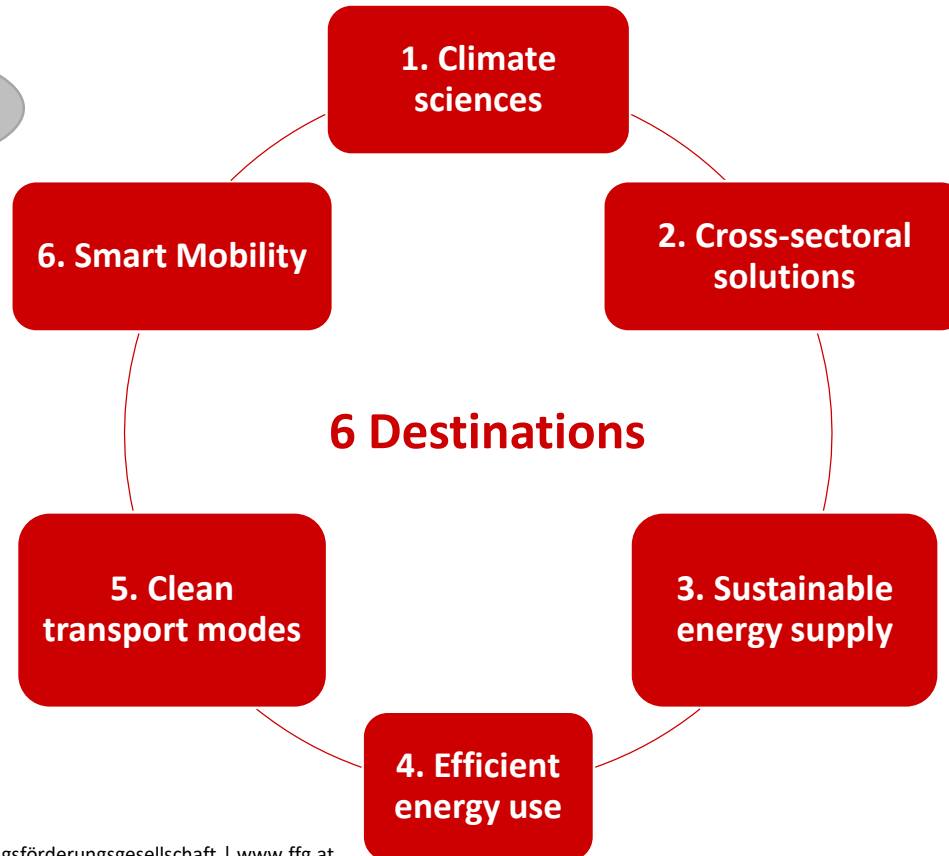 1. Climate
sciences
2. Cross-sectoral
solutions
3. Sustainable
energy supply
4. Efficient
energy use
5. Clean
transport modes
6. Smart Mobility
6 Destinations
gsförderungsgesellschaft | www.ffg.at